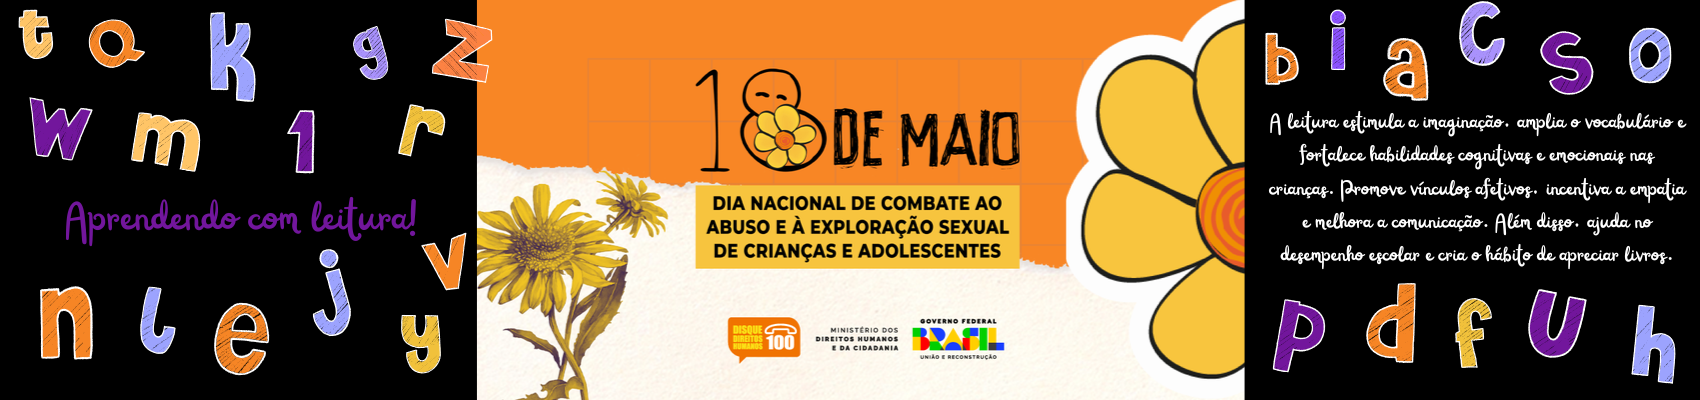 t a k g z
w m 1 r
Aprendendo com leitura!
v
n l e j y
18 DE MAIO
DIA NACIONAL DE COMBATE AO
ABUSO E À EXPLORAÇÃO SEXUAL
DE CRIANÇAS E ADOLESCENTES
DISQUE
DIREITOS
HUMANOS
100
MINISTÉRIO DOS
DIREITOS HUMANOS
E DA CIDADANIA
GOVERNO FEDERAL
BRASIL
UNIÃO E RECONSTRUÇÃO
b i a c s o
A leitura estimula a imaginação, amplia o vocabulário e
fortalece habilidades cognitivas e emocionais nas
crianças. Promove vínculos afetivos, incentiva a empatia
e melhora a comunicação. Além disso, ajuda no
desempenho escolar e cria o hábito de apreciar livros.
p d f u h